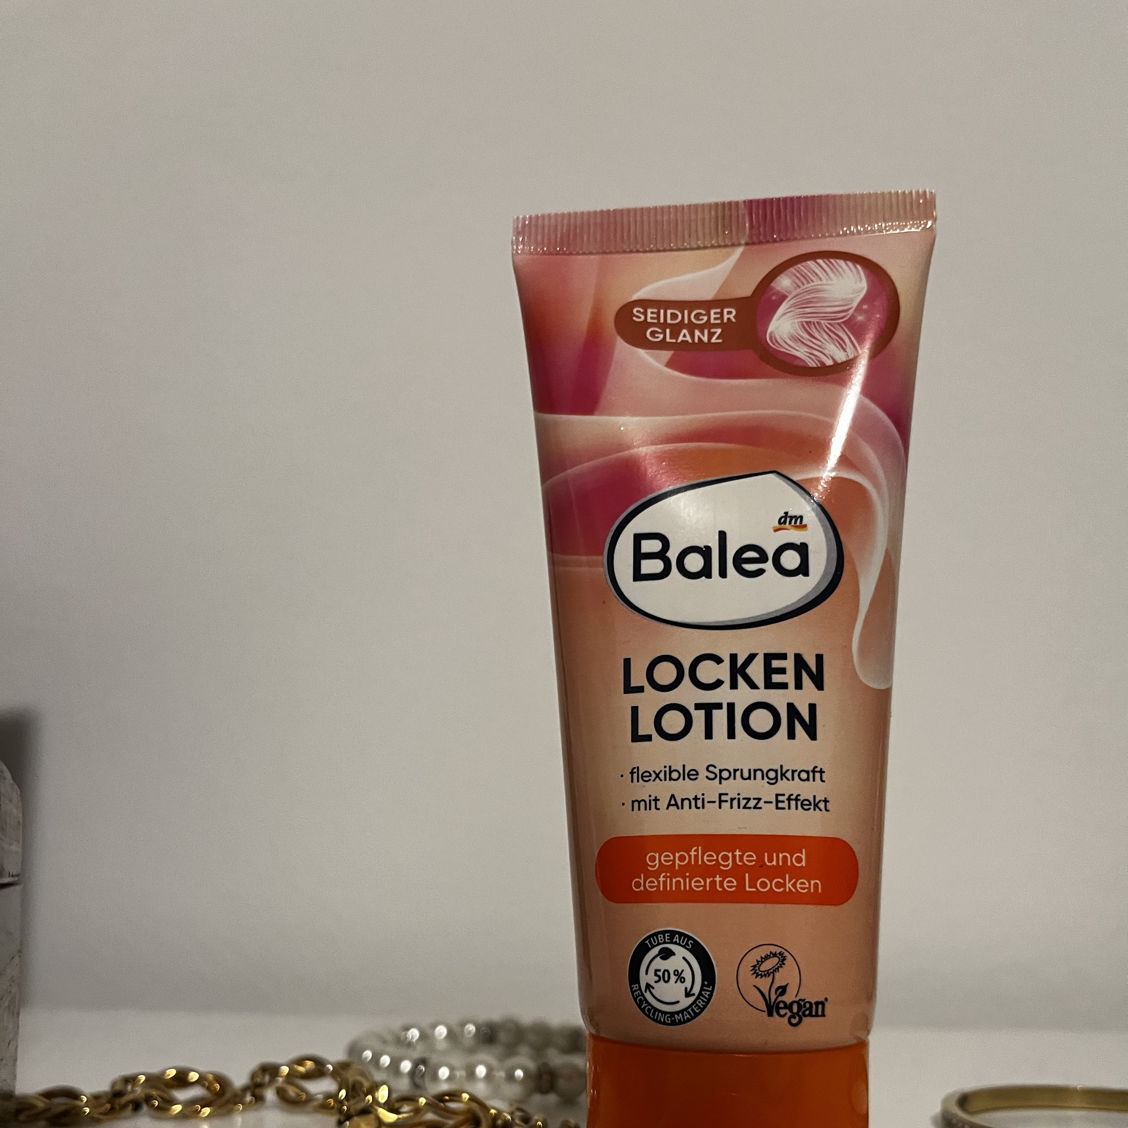 SEIDIGER
GLANZ
dm
Balea
LOCKEN
LOTION
· flexible Sprungkraft
· mit Anti-Frizz-Effekt
gepflegte und
definierte Locken
TUBE AUS
50 %
RECYCLING-MATERIAL*
Vegan